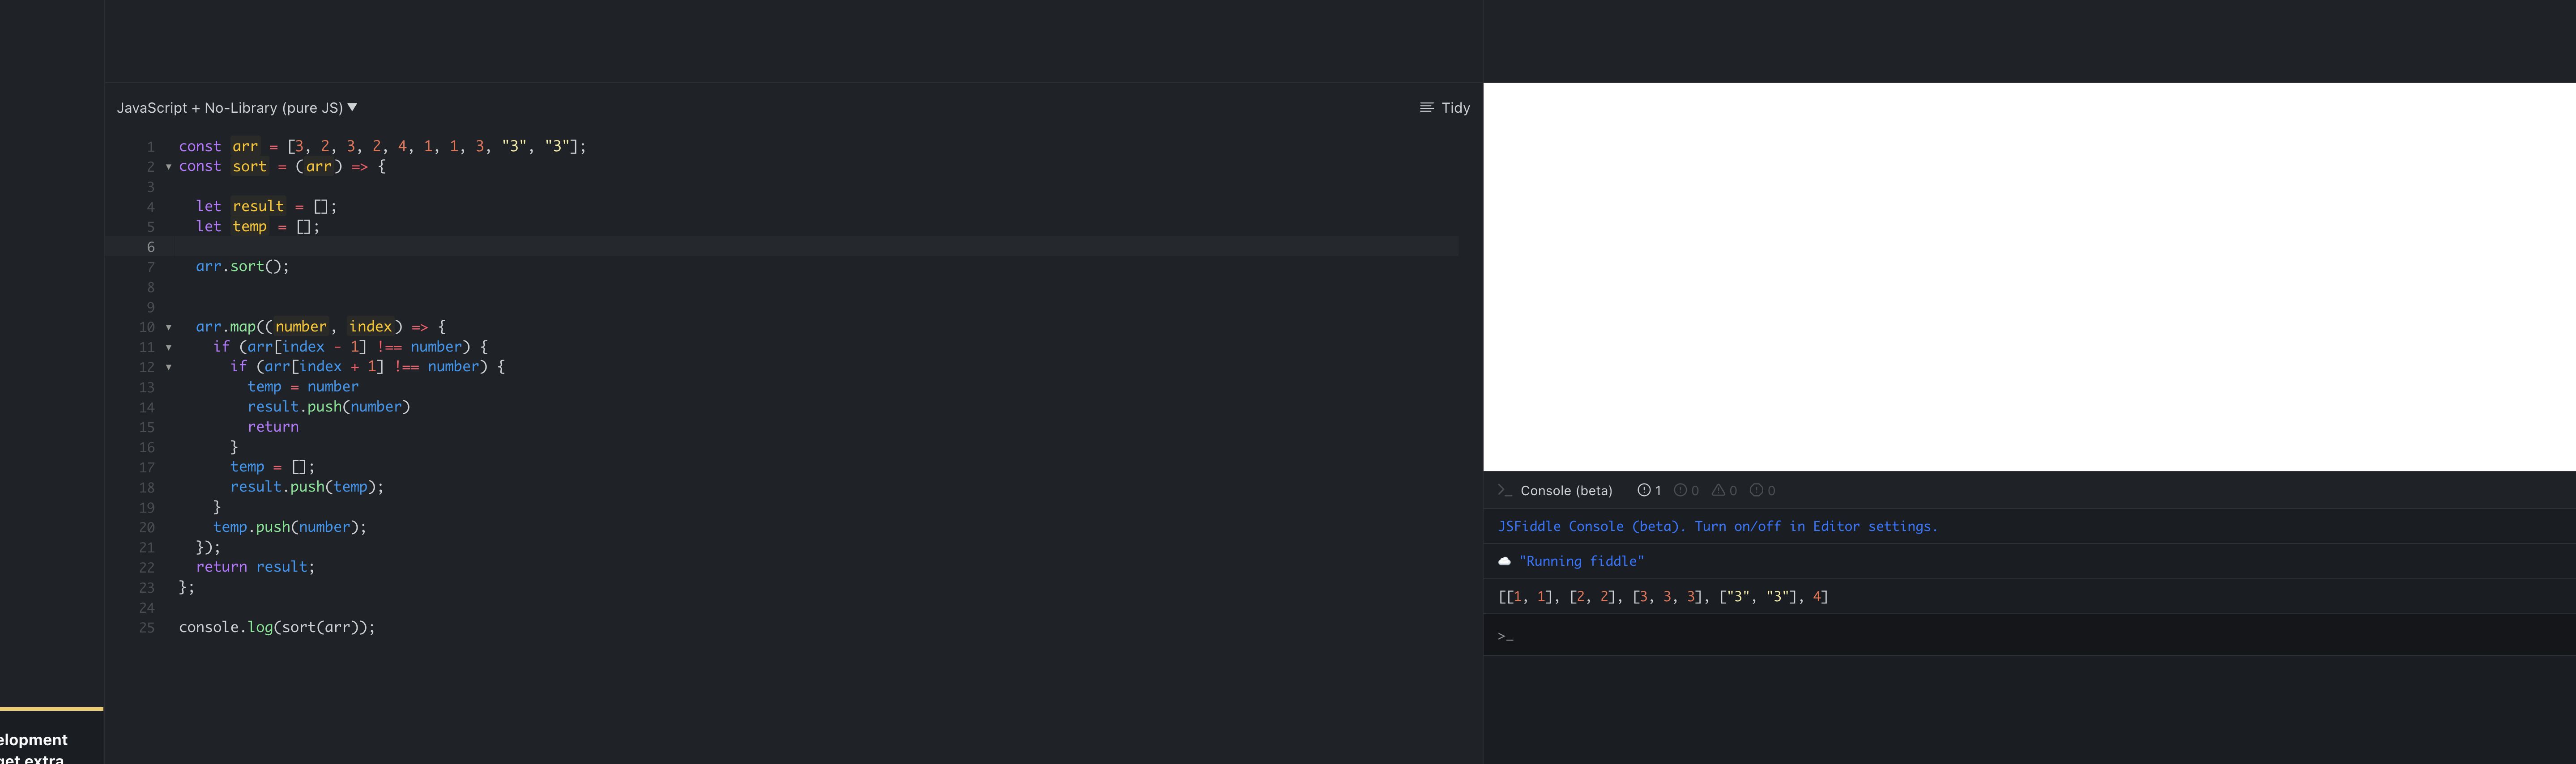 JavaScript + No-Library (pure JS) ▼
Tidy
1 const arr = [3, 2, 3, 2, 4, 1, 1, 3, "3", "3"];
2 ▼ const sort = (arr) => {
3
4   let result = [];
5   let temp = [];
6
7   arr.sort();
8
9
10 ▼   arr.map((number, index) => {
11 ▼     if (arr[index - 1] !== number) {
12 ▼       if (arr[index + 1] !== number) {
13         temp = number
14         result.push(number)
15         return
16       }
17       temp = [];
18       result.push(temp);
19     }
20     temp.push(number);
21   });
22   return result;
23 };
24
25 console.log(sort(arr));
elopment
get extra
>_ Console (beta) 1 0 0 0
JSFiddle Console (beta). Turn on/off in Editor settings.
☁️ "Running fiddle"
[[1, 1], [2, 2], [3, 3, 3], ["3", "3"], 4]
>_